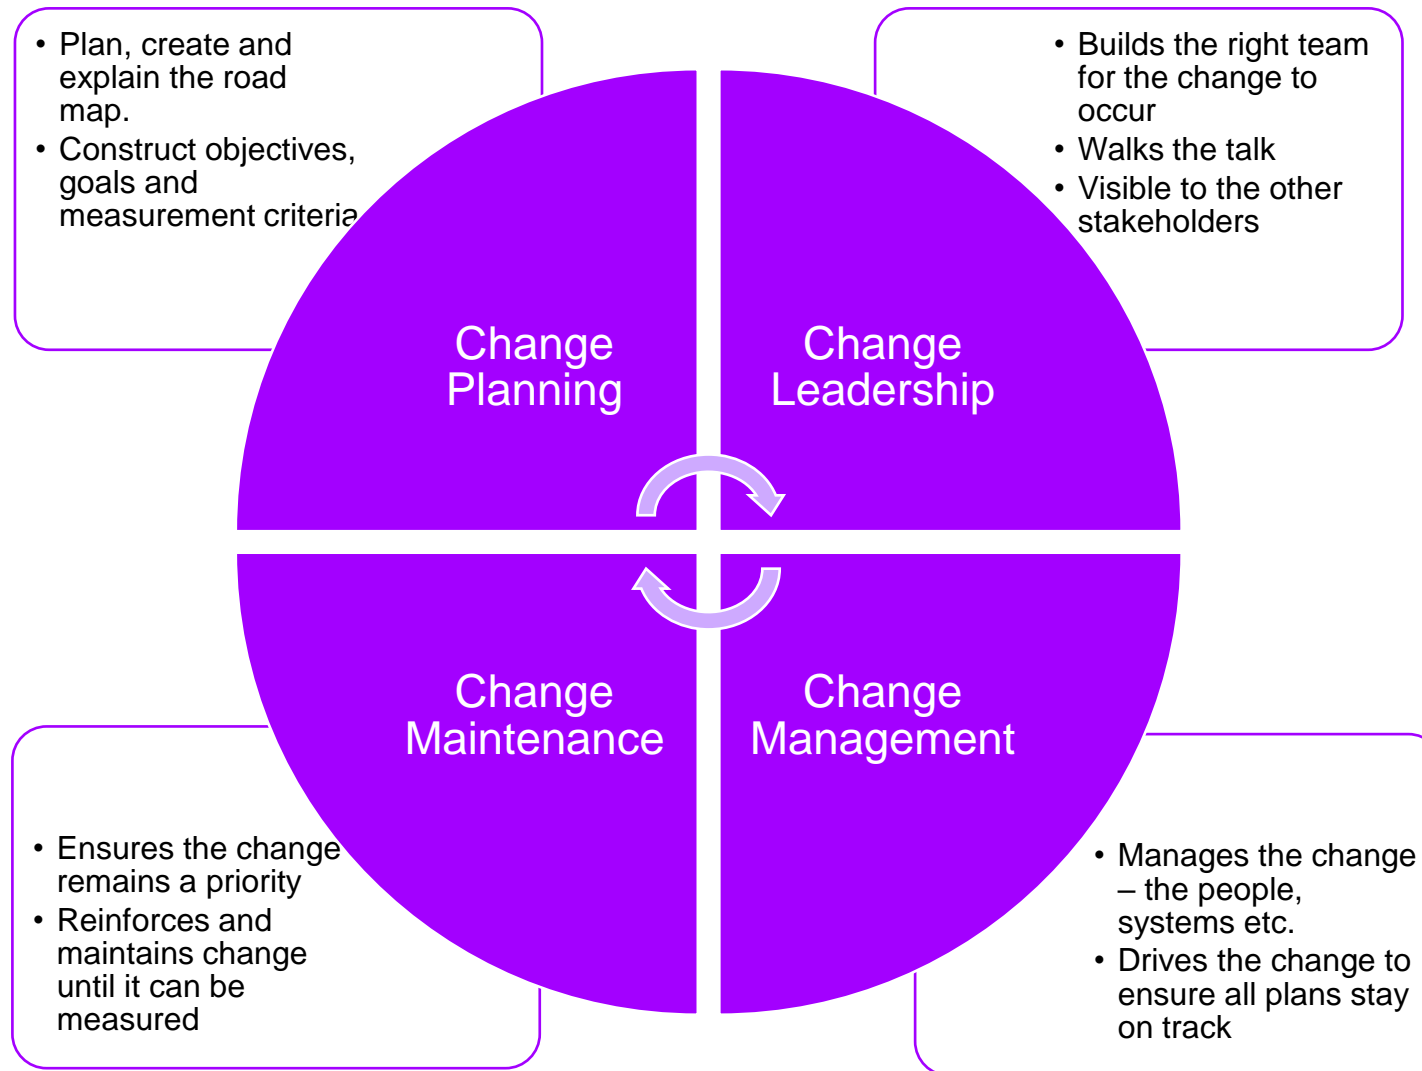 • Plan, create and
explain the road
map.
• Construct objectives,
goals and
measurement criteria
• Builds the right team
for the change to
occur
• Walks the talk
• Visible to the other
stakeholders
Change
Planning
Change
Leadership
Change
Maintenance
Change
Management
• Ensures the change
remains a priority
• Reinforces and
maintains change
until it can be
measured
• Manages the change
– the people,
systems etc.
• Drives the change to
ensure all plans stay
on track